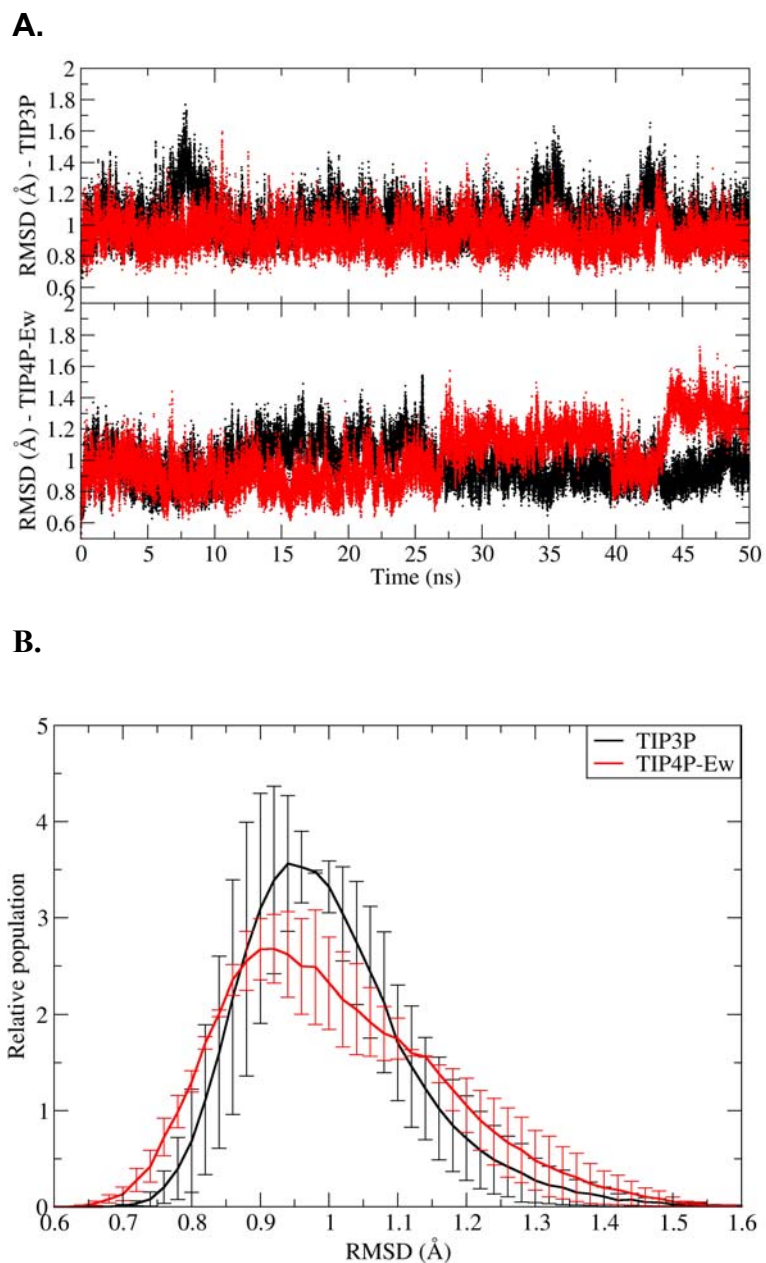 A.
2
1.8
1.6
1.4
1.2
1
0.8
0.6
RMSD (Å) - TIP3P
2
1.8
1.6
1.4
1.2
1
0.8
0.6
RMSD (Å) - TIP4P-Ew
0 5 10 15 20 25 30 35 40 45 50
Time (ns)
B.
5
4
3
2
1
0
Relative population
TIP3P
TIP4P-Ew
0.6 0.7 0.8 0.9 1 1.1 1.2 1.3 1.4 1.5 1.6
RMSD (Å)